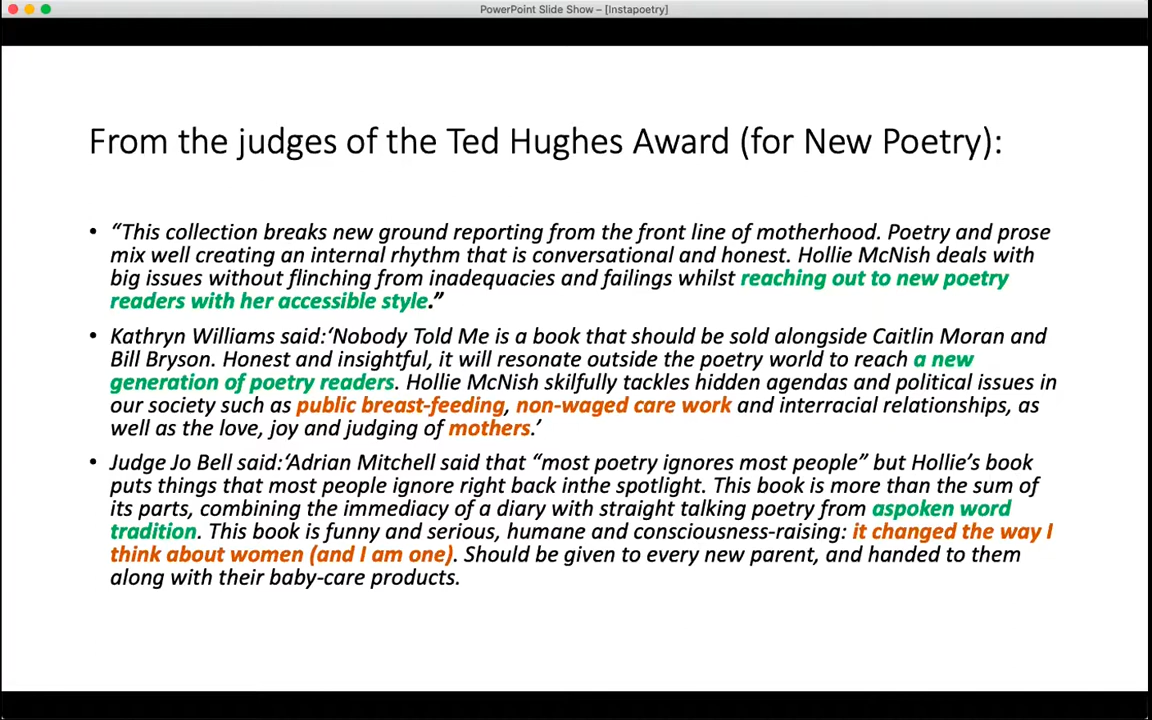 PowerPoint Slide Show – [Instapoetry]
From the judges of the Ted Hughes Award (for New Poetry):
• “This collection breaks new ground reporting from the front line of motherhood. Poetry and prose
mix well creating an internal rhythm that is conversational and honest. Hollie McNish deals with
big issues without flinching from inadequacies and failings whilst reaching out to new poetry
readers with her accessible style.”
• Kathryn Williams said:‘Nobody Told Me is a book that should be sold alongside Caitlin Moran and
Bill Bryson. Honest and insightful, it will resonate outside the poetry world to reach a new
generation of poetry readers. Hollie McNish skilfully tackles hidden agendas and political issues in
our society such as public breast-feeding, non-waged care work and interracial relationships, as
well as the love, joy and judging of mothers.’
• Judge Jo Bell said:‘Adrian Mitchell said that “most poetry ignores most people” but Hollie’s book
puts things that most people ignore right back inthe spotlight. This book is more than the sum of
its parts, combining the immediacy of a diary with straight talking poetry from aspoken word
tradition. This book is funny and serious, humane and consciousness-raising: it changed the way I
think about women (and I am one). Should be given to every new parent, and handed to them
along with their baby-care products.